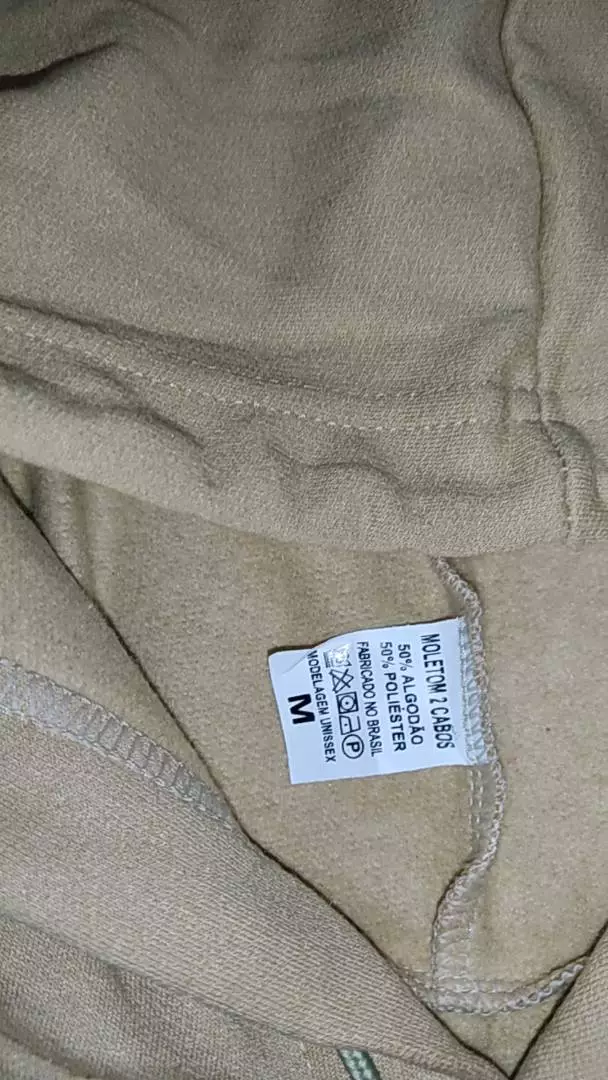 MOLETOM 2 CABOS
50% ALGODÃO
50% POLIÉSTER
FABRICADO NO BRASIL
P
MODELAGEM UNISSEX
M